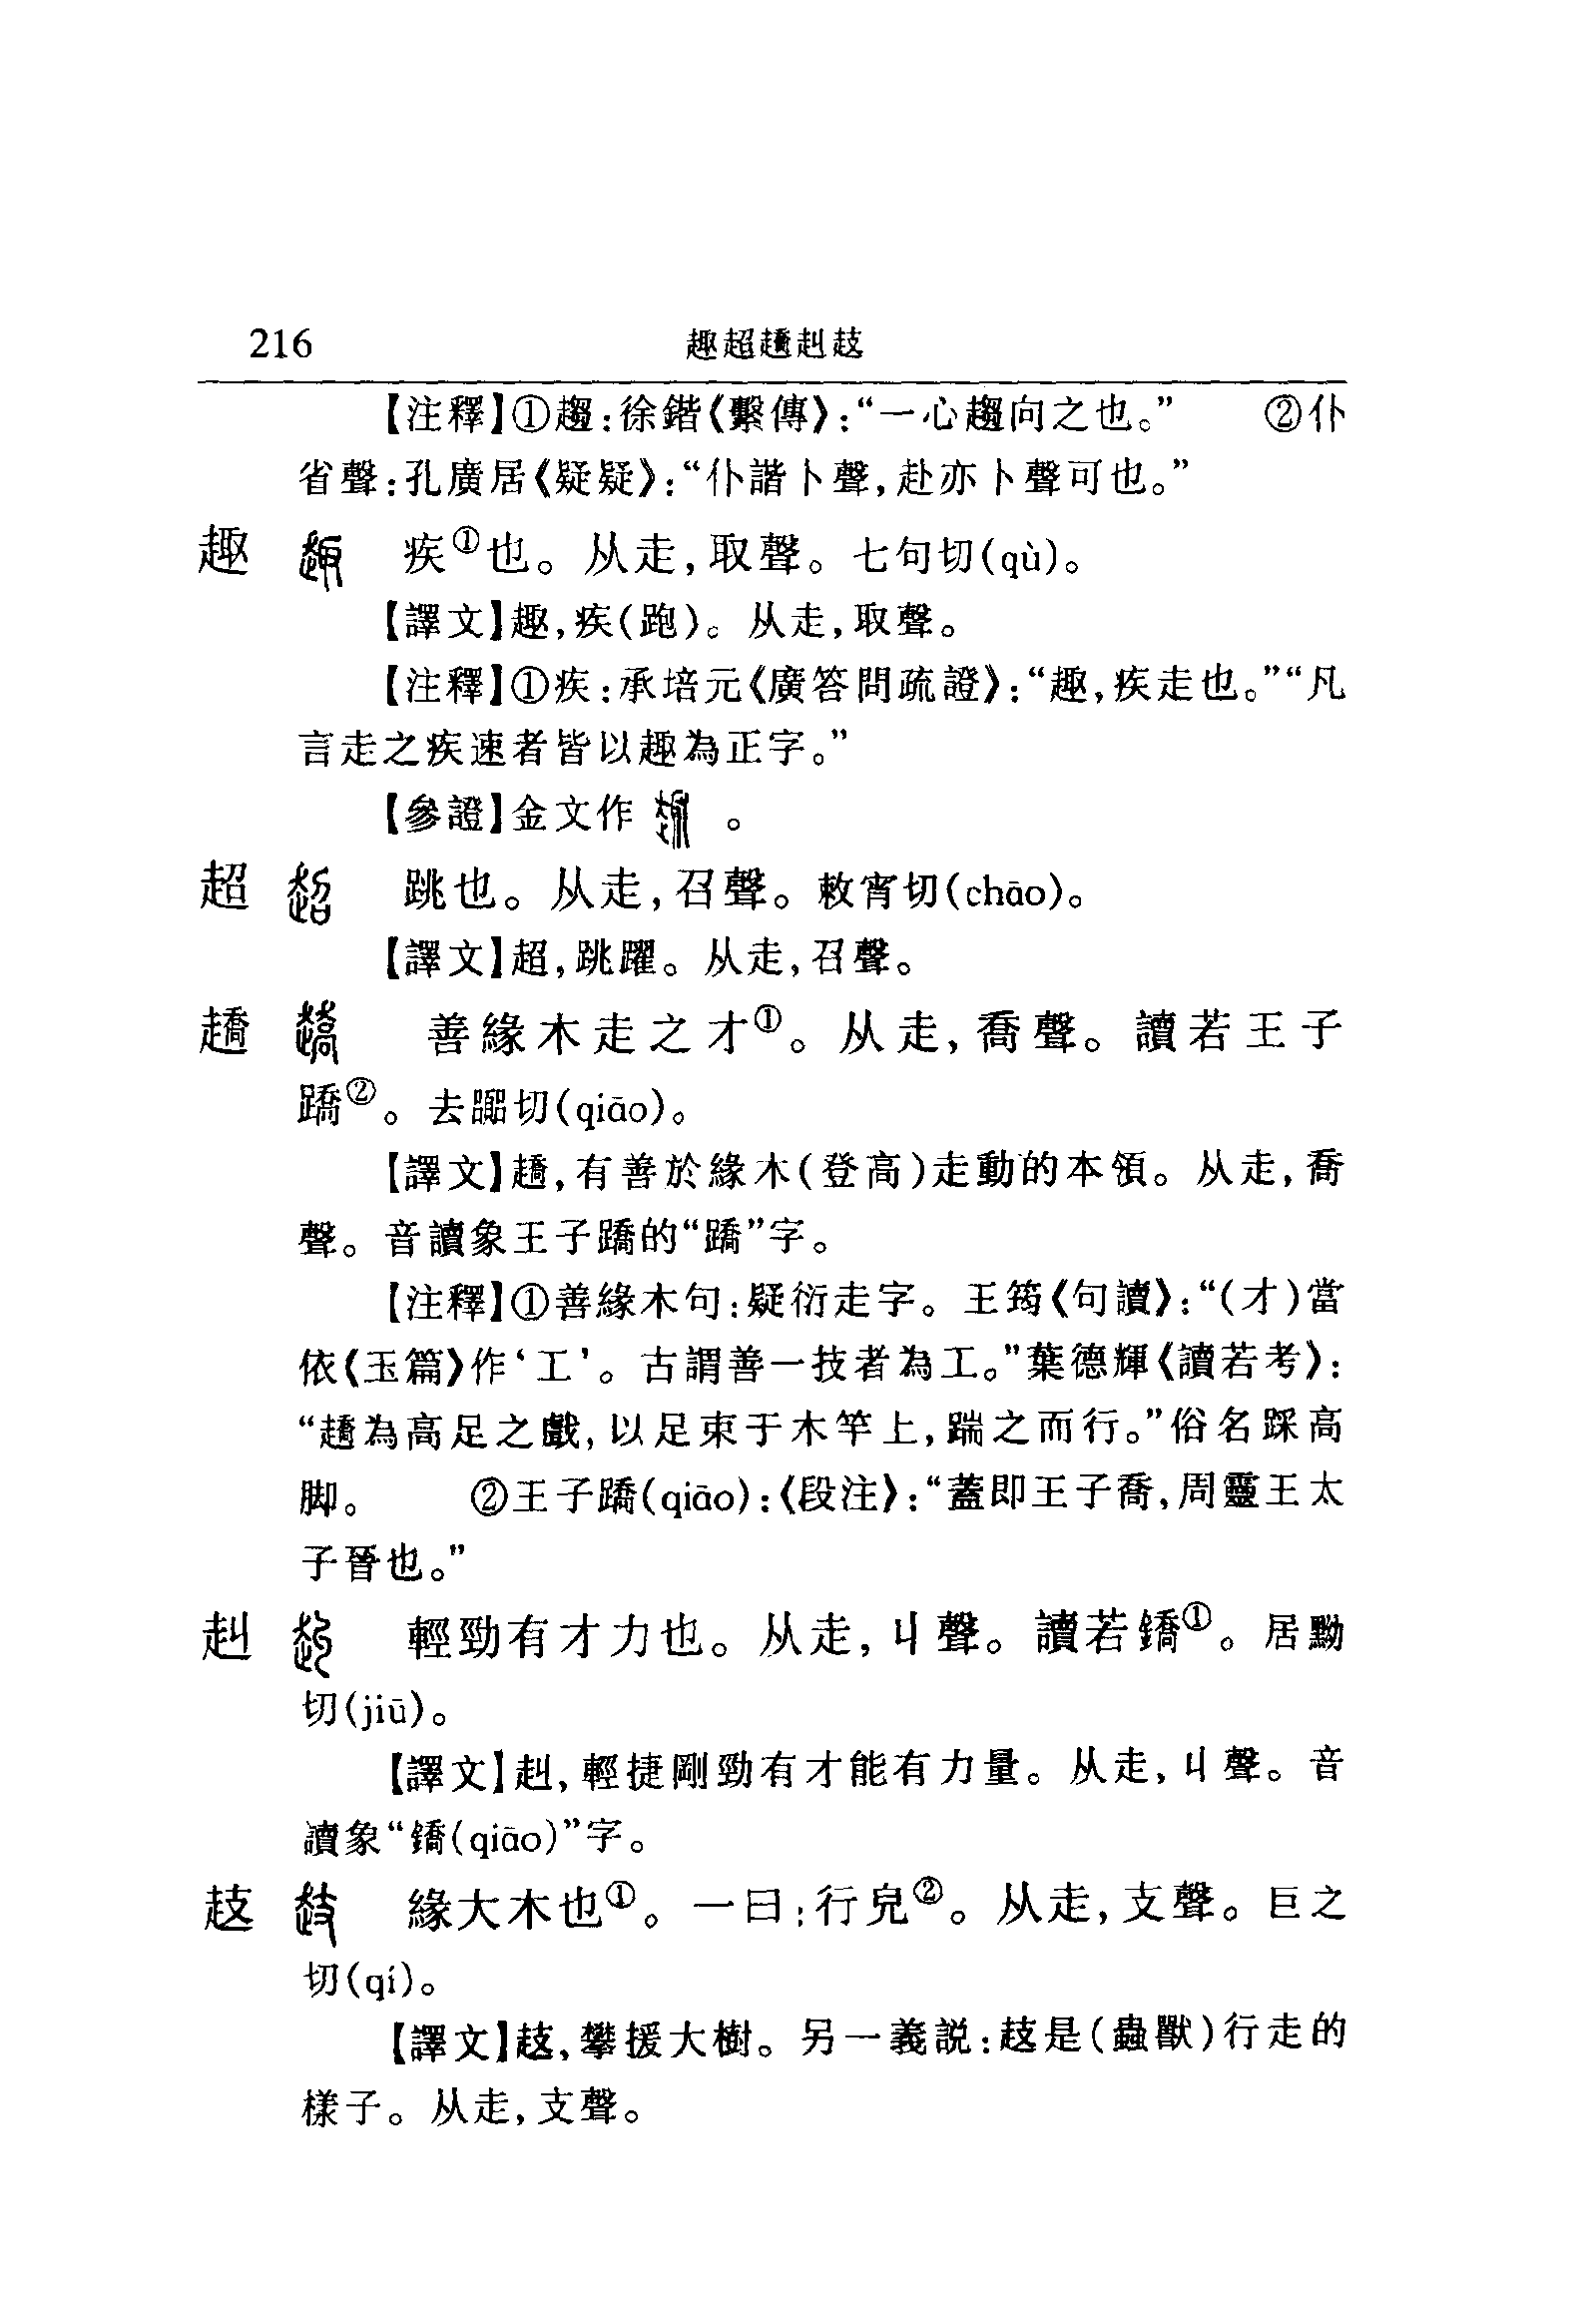 216 趣超趫赳䞚
【注釋】①趨:徐鍇《繫傳》:“一心趨向之也。” ②仆
省聲:孔廣居《疑疑》:“仆諧卜聲,赴亦卜聲可也。”
趣 疾①也。从走,取聲。七句切(qù)。
【譯文】趣,疾(跑)。从走,取聲。
【注釋】①疾:承培元《廣答問疏證》:“趣,疾走也。”“凡
言走之疾速者皆以趣為正字。”
【參證】金文作 。
超 跳也。从走,召聲。敕宵切(chāo)。
【譯文】超,跳躍。从走,召聲。
趫 善緣木走之才①。从走,喬聲。讀若王子
蹻②。去嚻切(qiāo)。
【譯文】趫,有善於緣木(登高)走動的本領。从走,喬
聲。音讀象王子蹻的“蹻”字。
【注釋】①善緣木句:疑衍走字。王筠《句讀》:“(才)當
依《玉篇》作‘工’。古謂善一技者為工。”葉德輝《讀若考》:
“趫為高足之戲,以足束于木竿上,踹之而行。”俗名踩高
脚。 ②王子蹻(qiāo):《段注》:“蓋即王子喬,周靈王太
子晉也。”
赳 輕勁有才力也。从走,丩聲。讀若鐈①。居黝
切(jiū)。
【譯文】赳,輕捷剛勁有才能有力量。从走,丩聲。音
讀象“鐈(qiāo)”字。
䞚 緣大木也①。一曰:行皃②。从走,支聲。巨之
切(qí)。
【譯文】䞚,攀援大樹。另一義説:䞚是(蟲獸)行走的
樣子。从走,支聲。